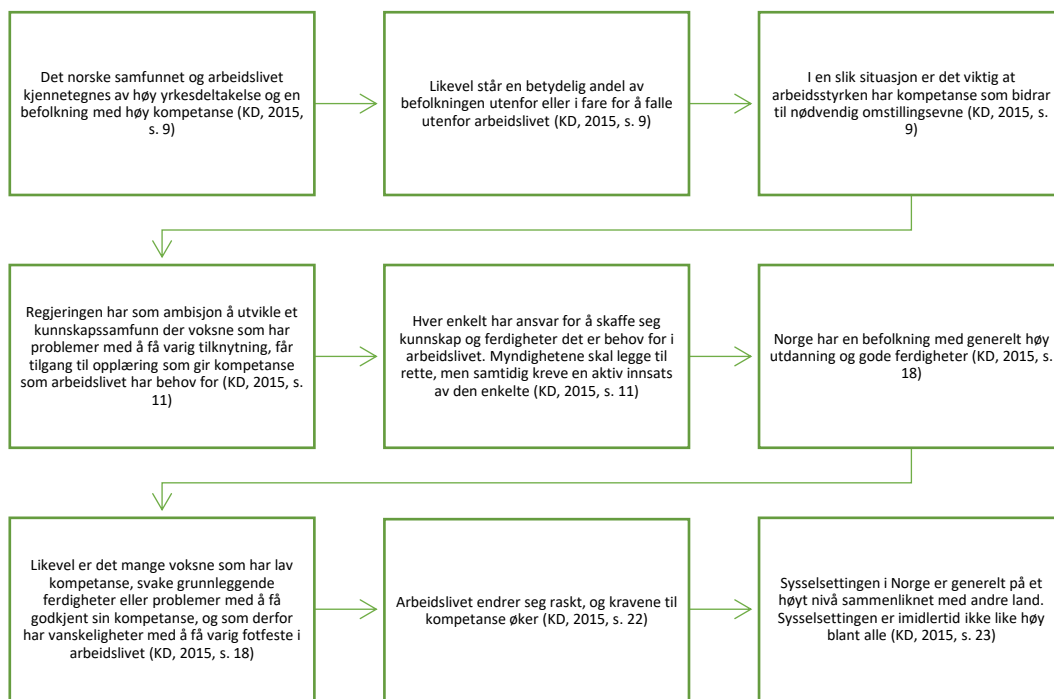 Det norske samfunnet og arbeidslivet
kjennetegnes av høy yrkesdeltakelse og en
befolkning med høy kompetanse (KD, 2015,
s. 9)
Likevel står en betydelig andel av
befolkningen utenfor eller i fare for å falle
utenfor arbeidslivet (KD, 2015, s. 9)
I en slik situasjon er det viktig at
arbeidsstyrken har kompetanse som bidrar
til nødvendig omstillingsevne (KD, 2015, s.
9)
Regjeringen har som ambisjon å utvikle et
kunnskapssamfunn der voksne som har
problemer med å få varig tilknytning, får
tilgang til opplæring som gir kompetanse
som arbeidslivet har behov for (KD, 2015, s.
11)
Hver enkelt har ansvar for å skaffe seg
kunnskap og ferdigheter det er behov for i
arbeidslivet. Myndighetene skal legge til
rette, men samtidig kreve en aktiv innsats
av den enkelte (KD, 2015, s. 11)
Norge har en befolkning med generelt høy
utdanning og gode ferdigheter (KD, 2015, s.
18)
Likevel er det mange voksne som har lav
kompetanse, svake grunnleggende
ferdigheter eller problemer med å få
godkjent sin kompetanse, og som derfor
har vanskeligheter med å få varig fotfeste i
arbeidslivet (KD, 2015, s. 18)
Arbeidslivet endrer seg raskt, og kravene til
kompetanse øker (KD, 2015, s. 22)
Sysselsettingen i Norge er generelt på et
høyt nivå sammenliknet med andre land.
Sysselsettingen er imidlertid ikke like høy
blant alle (KD, 2015, s. 23)